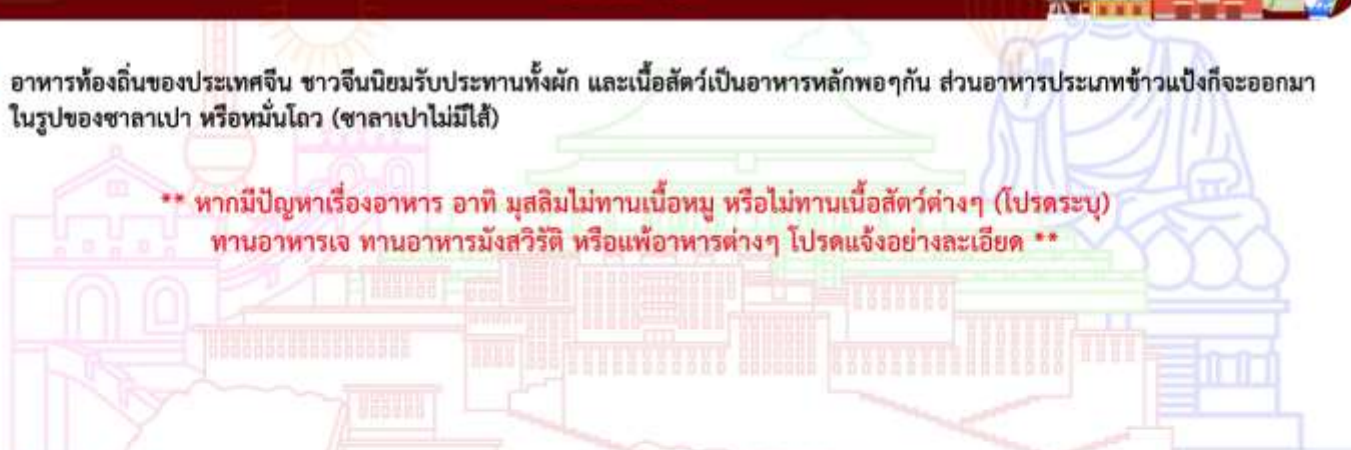 อาหารท้องถิ่นของประเทศจีน ชาวจีนนิยมรับประทานทั้งผัก และเนื้อสัตว์เป็นอาหารหลักพอๆกัน ส่วนอาหารประเภทข้าวแป้งก็จะออกมา
ในรูปของซาลาเปา หรือหมั่นโถว (ซาลาเปาไม่มีไส้)
** หากมีปัญหาเรื่องอาหาร อาทิ มุสลิมไม่ทานเนื้อหมู หรือไม่ทานเนื้อสัตว์ต่างๆ (โปรดระบุ)
ทานอาหารเจ ทานอาหารมังสวิรัติ หรือแพ้อาหารต่างๆ โปรดแจ้งอย่างละเอียด **